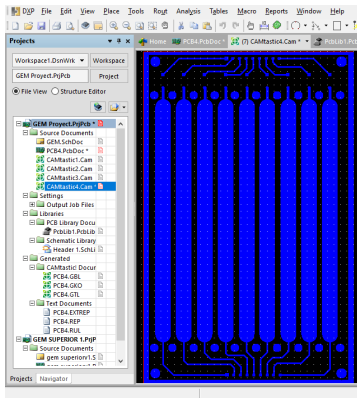 DXP File Edit View Place Tools Rout Analysis Tables Macro Reports Window Help
Projects
Home PCB4.PcbDoc * (7) CAMtastic4.Cam * PcbLib1.Pcb
Workspace1.DsnWrk Workspace
GEM Proyect.PrjPcb Project
File View Structure Editor
GEM Proyect.PrjPcb *
Source Documents
GEM.SchDoc
PCB4.PcbDoc *
CAMtastic1.Cam
CAMtastic2.Cam
CAMtastic3.Cam
CAMtastic4.Cam *
Settings
Output Job Files
Libraries
PCB Library Docu
PcbLib1.PcbLib
Schematic Library
Header 1.SchLi
Generated
CAMtastic! Docur
PCB4.GBL
PCB4.GKO
PCB4.GTL
Text Documents
PCB4.EXTREP
PCB4.REP
PCB4.RUL
GEM SUPERIOR 1.PrjP
Source Documents
gem superiorv1.S
Projects Navigator